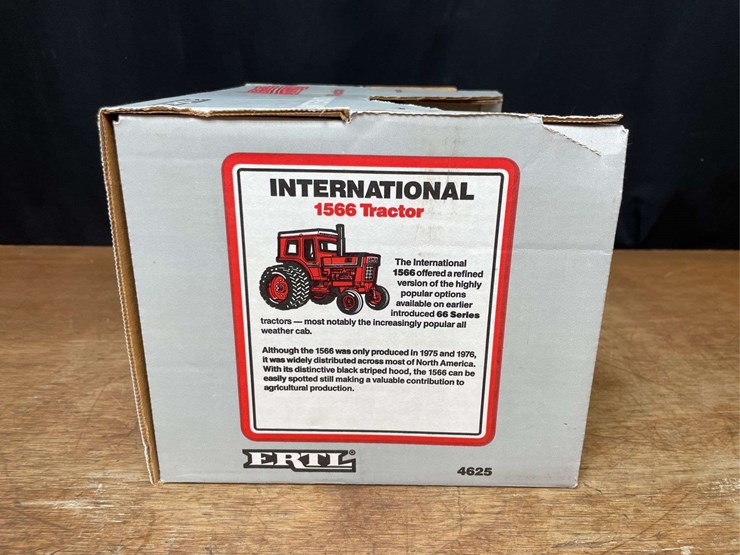 INTERNATIONAL
1566 Tractor
The International
1566 offered a refined
version of the highly
popular options
available on earlier
introduced 66 Series
tractors — most notably the increasingly popular all
weather cab.
Although the 1566 was only produced in 1975 and 1976,
it was widely distributed across most of North America.
With its distinctive black striped hood, the 1566 can be
easily spotted still making a valuable contribution to
agricultural production.
ERTL®
4625